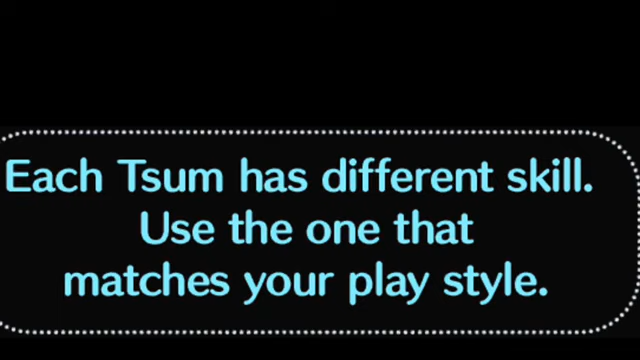 Each Tsum has different skill.
Use the one that
matches your play style.